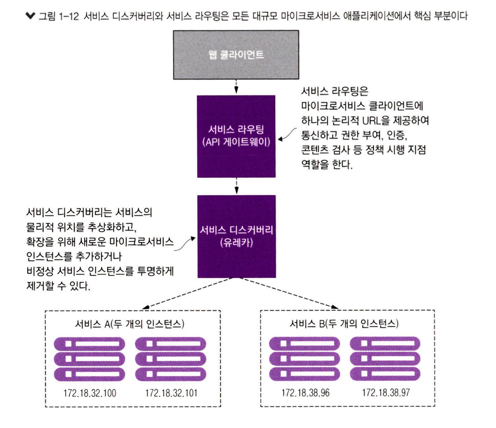 그림 1-12 서비스 디스커버리와 서비스 라우팅은 모든 대규모 마이크로서비스 애플리케이션에서 핵심 부분이다
웹 클라이언트
서비스 라우팅은
마이크로서비스 클라이언트에
하나의 논리적 URL을 제공하여
통신하고 권한 부여, 인증,
콘텐츠 검사 등 정책 시행 지점
역할을 한다.
서비스 라우팅
(API 게이트웨이)
서비스 디스커버리는 서비스의
물리적 위치를 추상화하고,
확장을 위해 새로운 마이크로서비스
인스턴스를 추가하거나
비정상 서비스 인스턴스를 투명하게
제거할 수 있다.
서비스 디스커버리
(유레카)
서비스 A(두 개의 인스턴스)
172.18.32.100 172.18.32.101
서비스 B(두 개의 인스턴스)
172.18.38.96 172.18.38.97